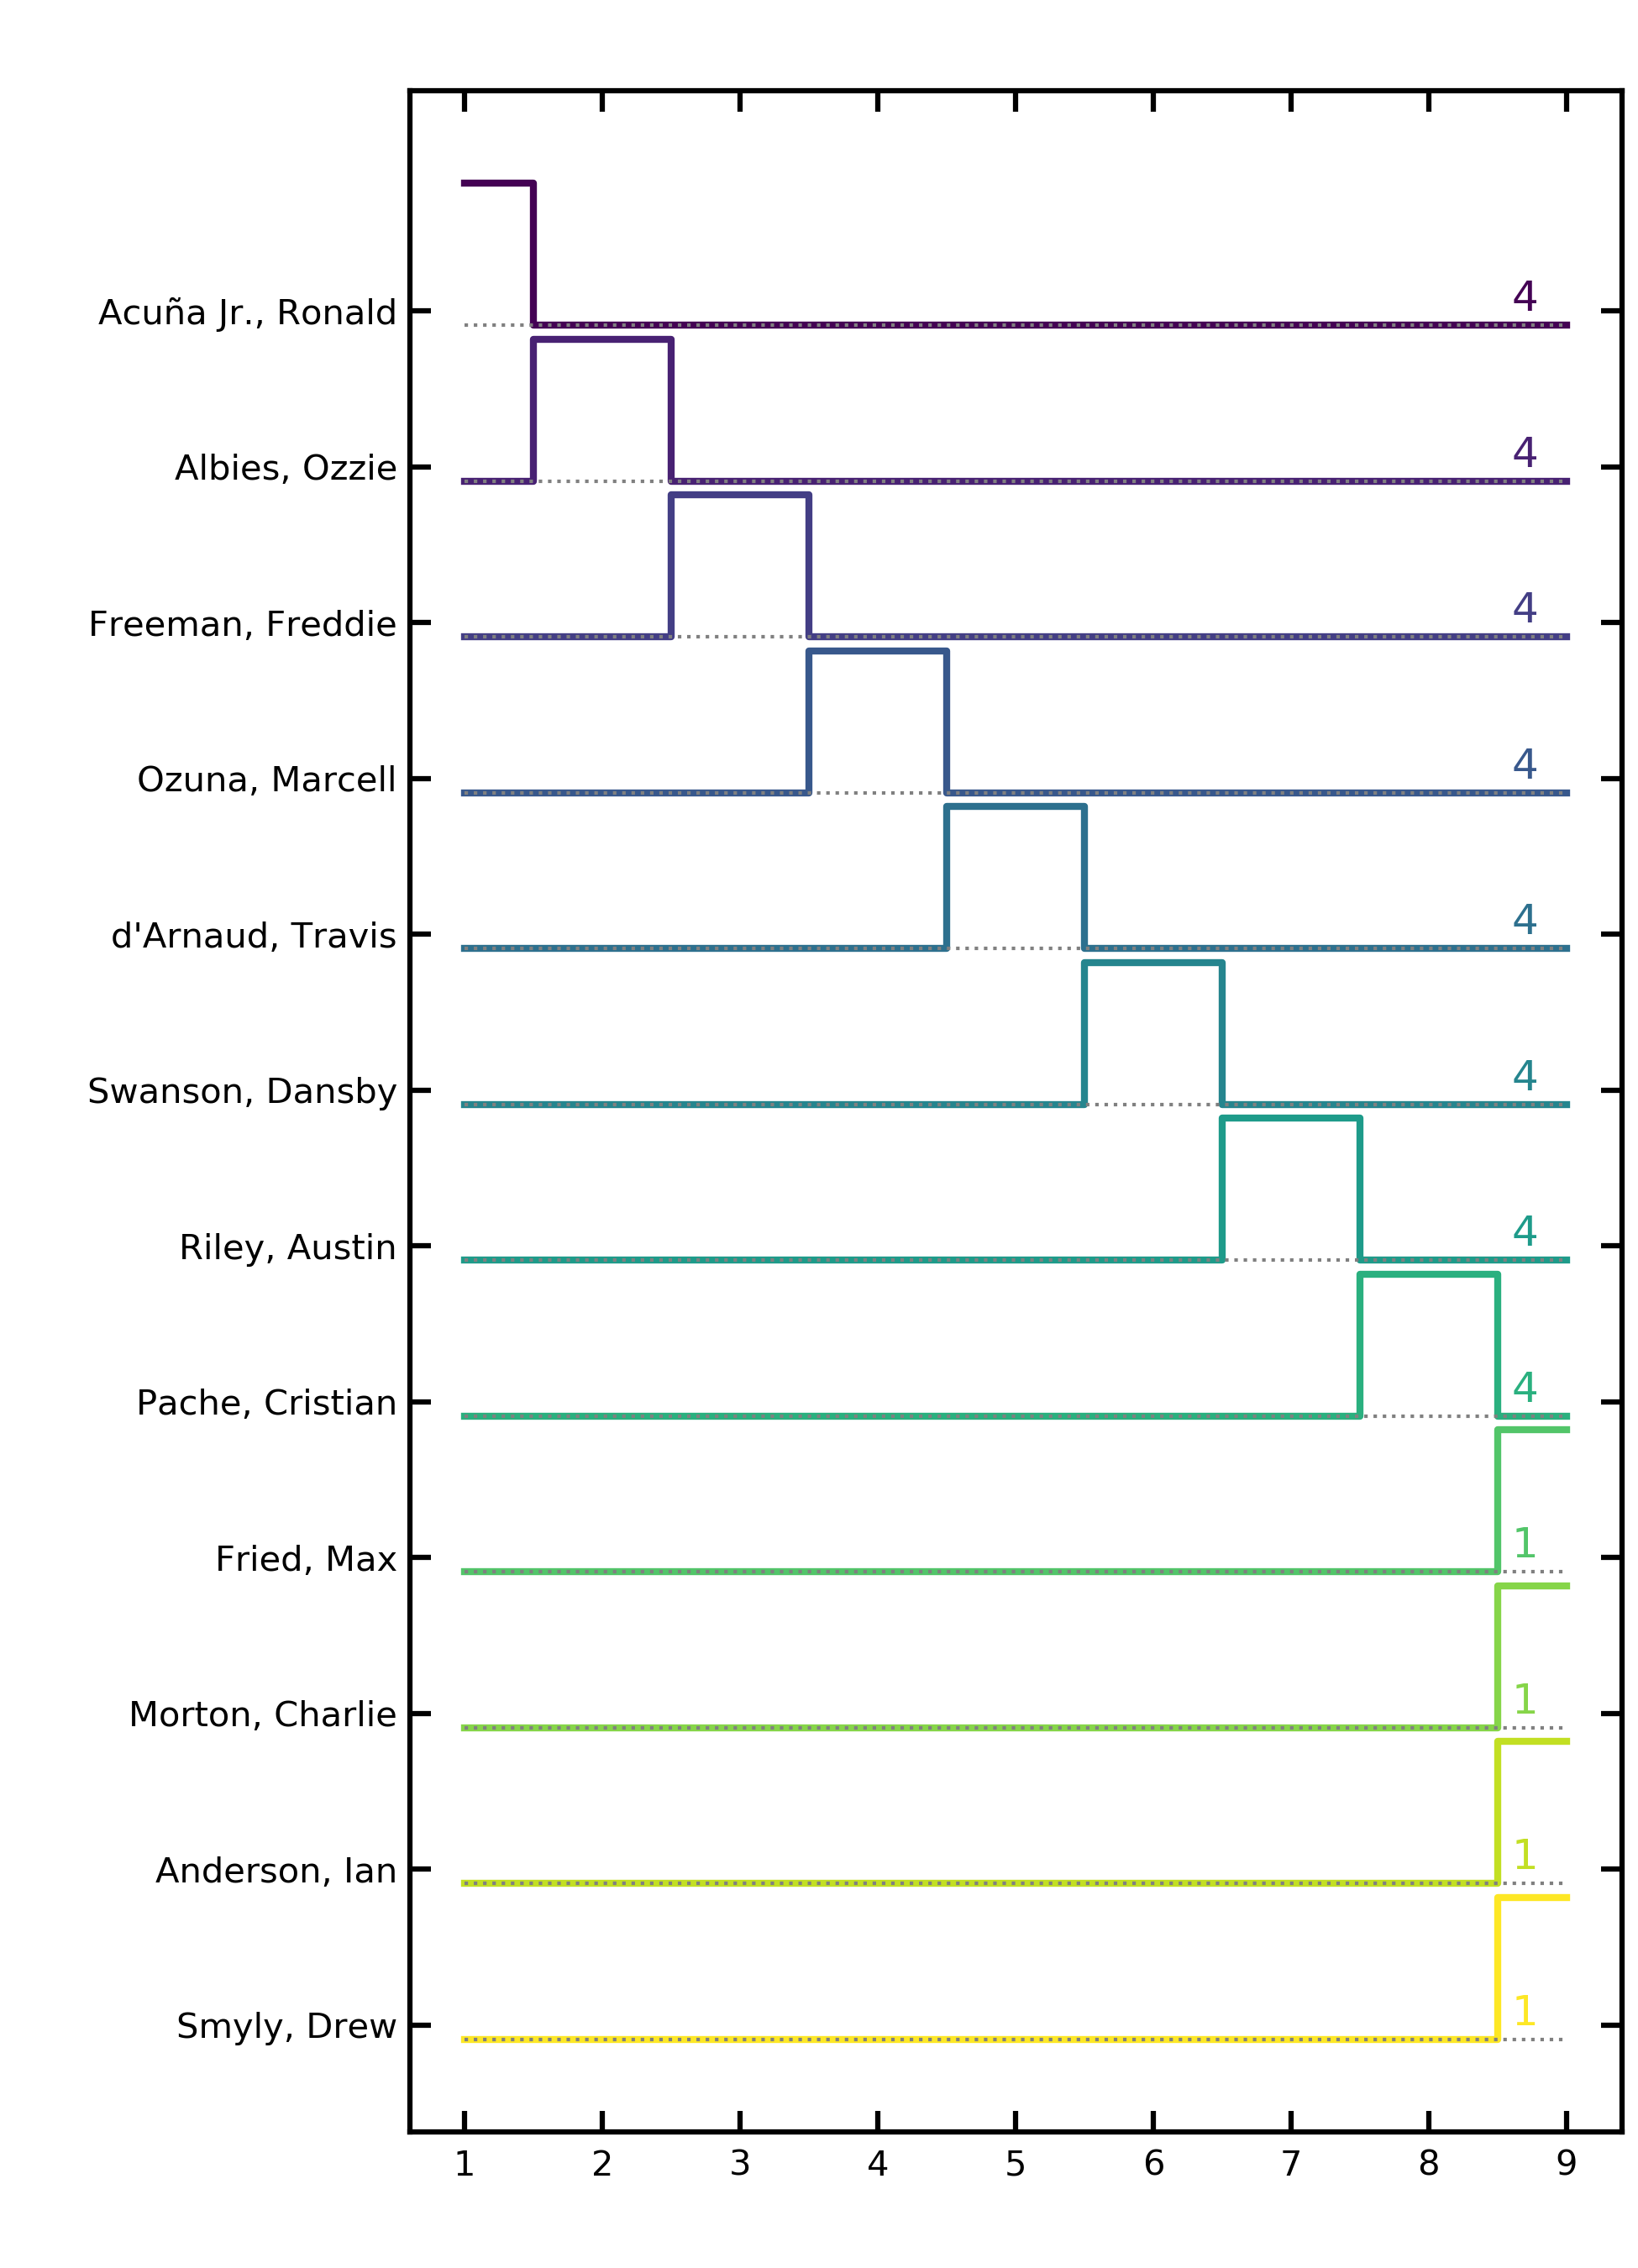 Acuña Jr., Ronald 4
Albies, Ozzie 4
Freeman, Freddie 4
Ozuna, Marcell 4
d'Arnaud, Travis 4
Swanson, Dansby 4
Riley, Austin 4
Pache, Cristian 4
Fried, Max 1
Morton, Charlie 1
Anderson, Ian 1
Smyly, Drew 1
1 2 3 4 5 6 7 8 9